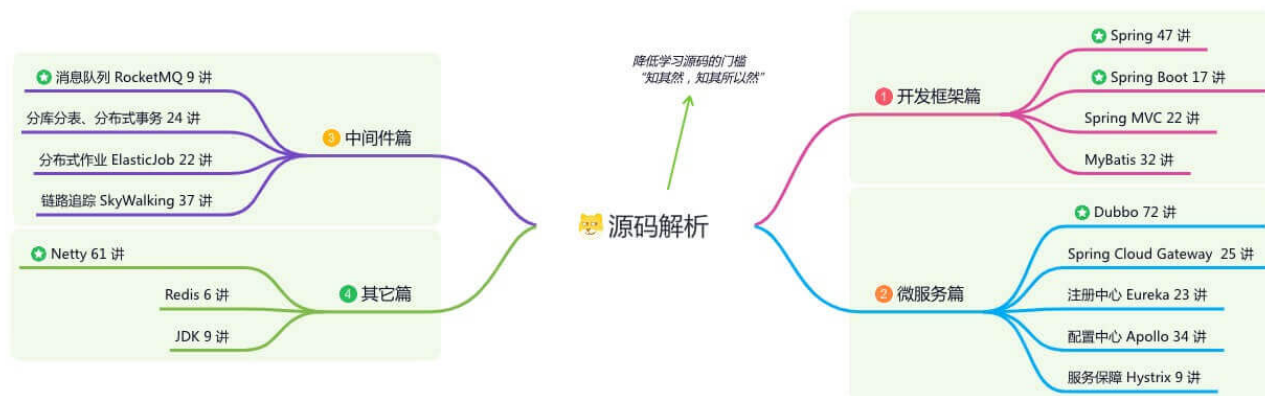 降低学习源码的门槛
“知其然，知其所以然”
源码解析
1 开发框架篇
Spring 47 讲
Spring Boot 17 讲
Spring MVC 22 讲
MyBatis 32 讲
2 微服务篇
Dubbo 72 讲
Spring Cloud Gateway 25 讲
注册中心 Eureka 23 讲
配置中心 Apollo 34 讲
服务保障 Hystrix 9 讲
3 中间件篇
消息队列 RocketMQ 9 讲
分库分表、分布式事务 24 讲
分布式作业 ElasticJob 22 讲
链路追踪 SkyWalking 37 讲
4 其它篇
Netty 61 讲
Redis 6 讲
JDK 9 讲